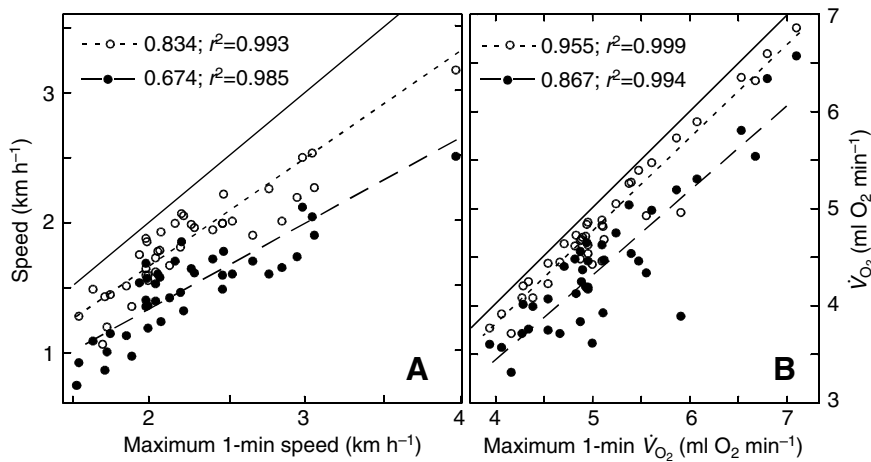 0.834; r²=0.993
0.674; r²=0.985
3
2
1
Speed (km h⁻¹)
A
2
3
4
Maximum 1-min speed (km h⁻¹)
0.955; r²=0.999
0.867; r²=0.994
7
6
5
4
3
V̇O₂ (ml O₂ min⁻¹)
B
4
5
6
7
Maximum 1-min V̇O₂ (ml O₂ min⁻¹)